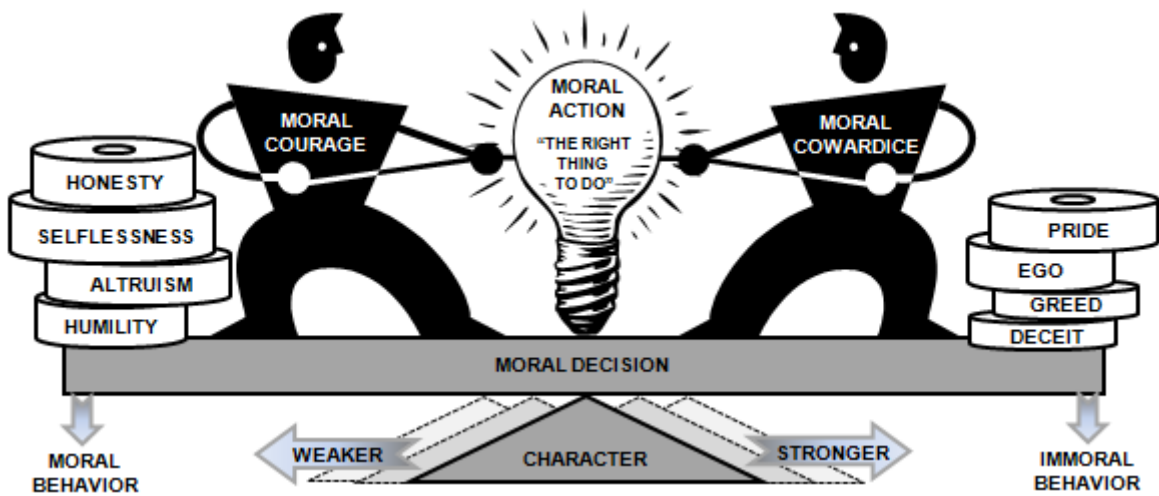 MORAL
COURAGE
MORAL
ACTION
"THE RIGHT
THING
TO DO"
MORAL
COWARDICE
HONESTY
SELFLESSNESS
ALTRUISM
HUMILITY
PRIDE
EGO
GREED
DECEIT
MORAL DECISION
MORAL
BEHAVIOR
WEAKER
CHARACTER
STRONGER
IMMORAL
BEHAVIOR